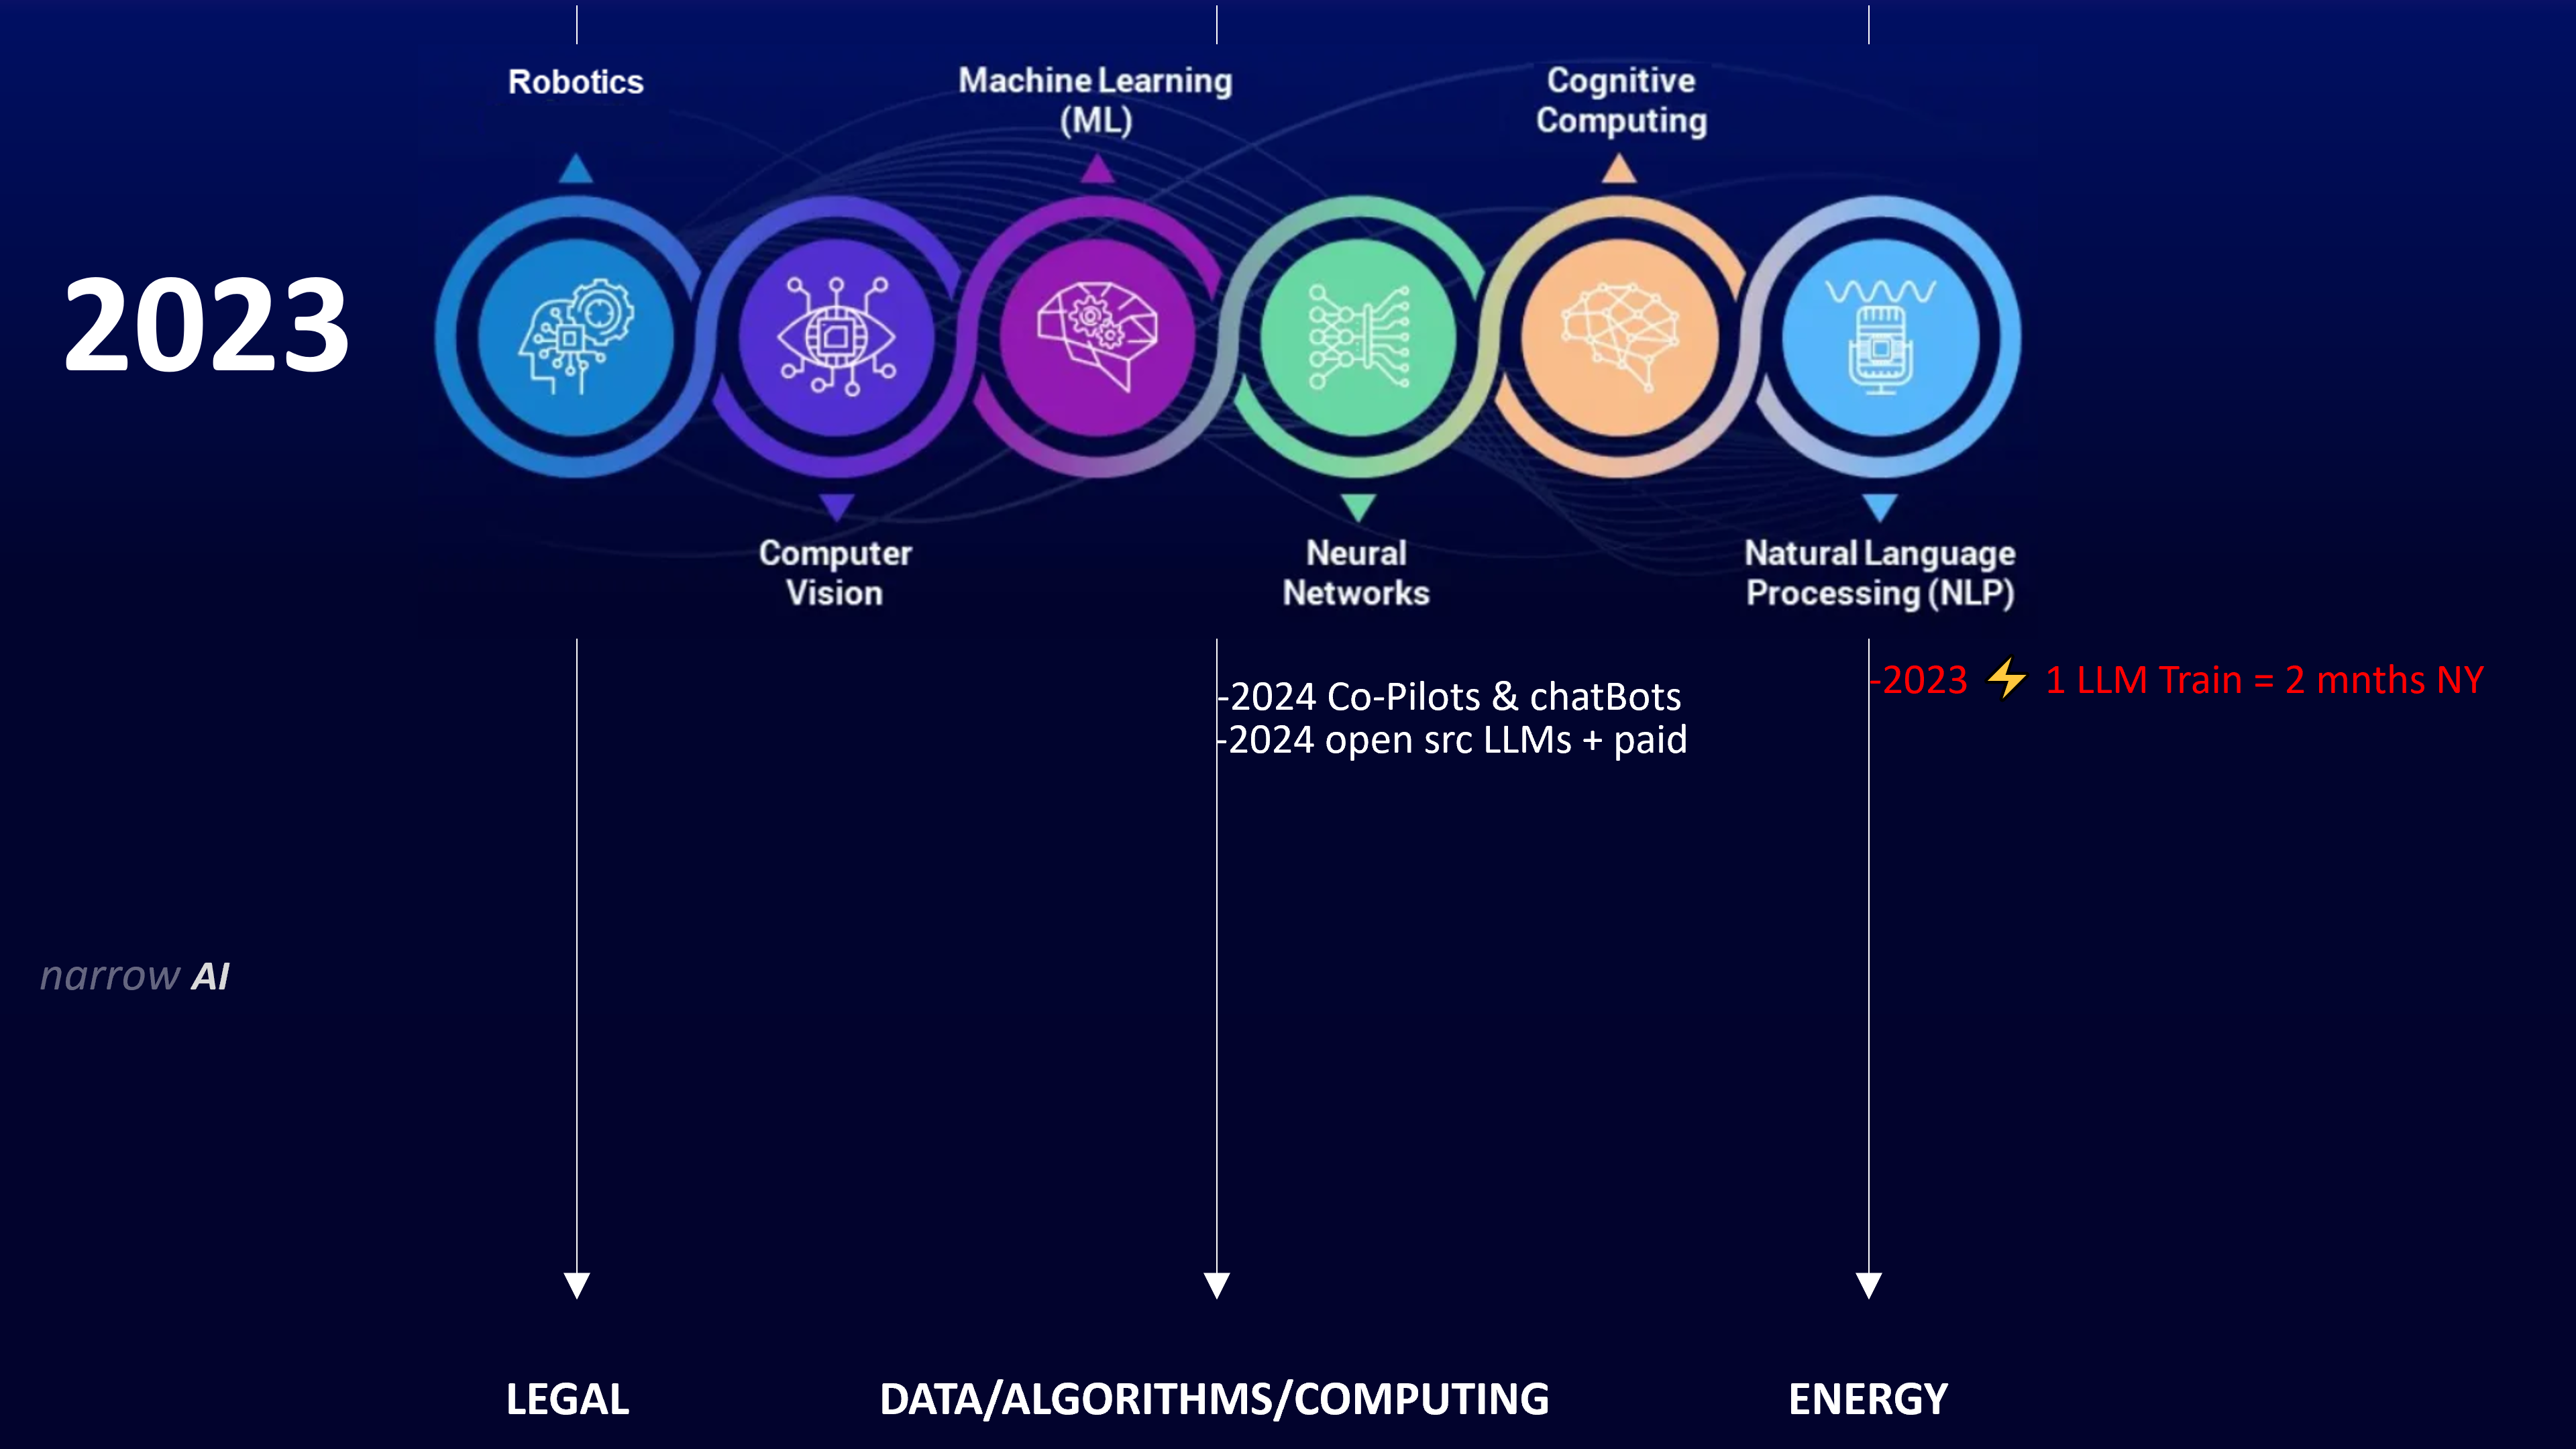 Robotics
Machine Learning
(ML)
Cognitive
Computing
2023
Computer
Vision
Neural
Networks
Natural Language
Processing (NLP)
-2024 Co-Pilots & chatBots
-2024 open src LLMs + paid
-2023 ⚡ 1 LLM Train = 2 mnths NY
narrow AI
LEGAL
DATA/ALGORITHMS/COMPUTING
ENERGY